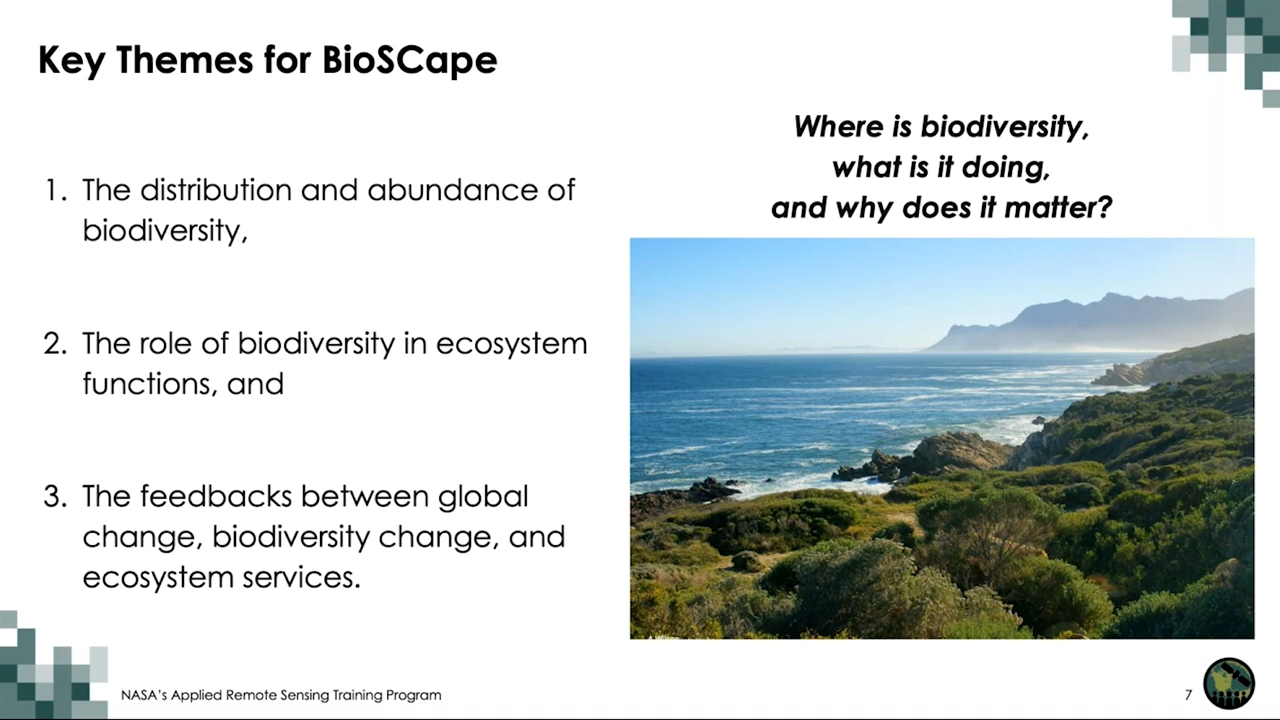 Key Themes for BioSCape
1. The distribution and abundance of
biodiversity,
2. The role of biodiversity in ecosystem
functions, and
3. The feedbacks between global
change, biodiversity change, and
ecosystem services.
Where is biodiversity,
what is it doing,
and why does it matter?
A Wilson
NASA's Applied Remote Sensing Training Program
7